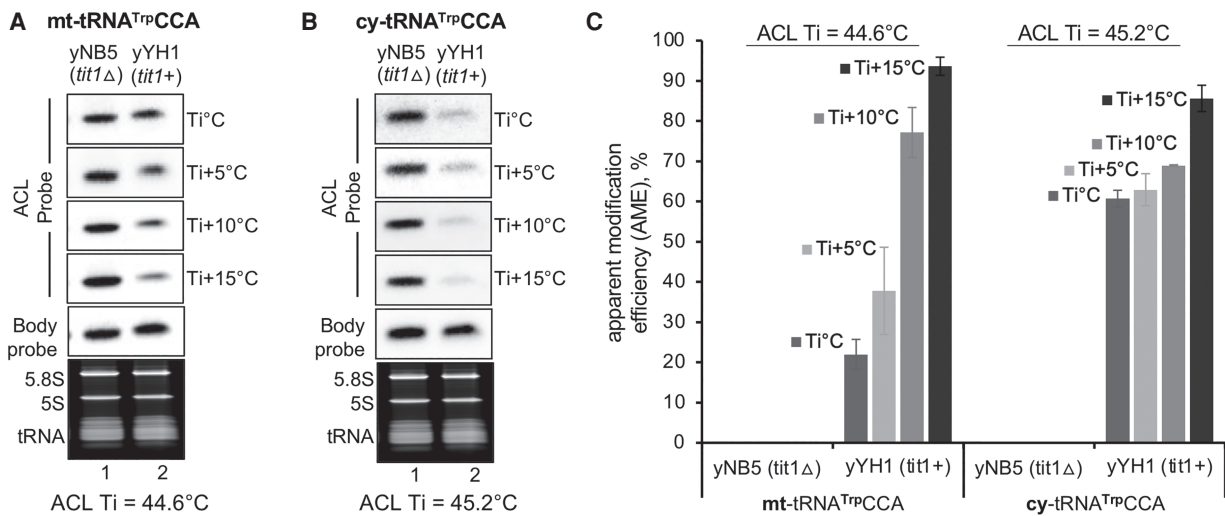 A mt-tRNATrpCCA
yNB5 yYH1
(tit1△) (tit1+)
ACL
Probe
Ti°C
Ti+5°C
Ti+10°C
Ti+15°C
Body
probe
5.8S
5S
tRNA
1 2
ACL Ti = 44.6°C
B cy-tRNATrpCCA
yNB5 yYH1
(tit1△) (tit1+)
ACL
Probe
Ti°C
Ti+5°C
Ti+10°C
Ti+15°C
Body
probe
5.8S
5S
tRNA
1 2
ACL Ti = 45.2°C
C
apparent modification
efficiency (AME), %
100
90
80
70
60
50
40
30
20
10
0
ACL Ti = 44.6°C
Ti+15°C
Ti+10°C
Ti+5°C
Ti°C
ACL Ti = 45.2°C
Ti+15°C
Ti+10°C
Ti+5°C
Ti°C
yNB5 (tit1△) yYH1 (tit1+) yNB5 (tit1△) yYH1 (tit1+)
mt-tRNATrpCCA cy-tRNATrpCCA